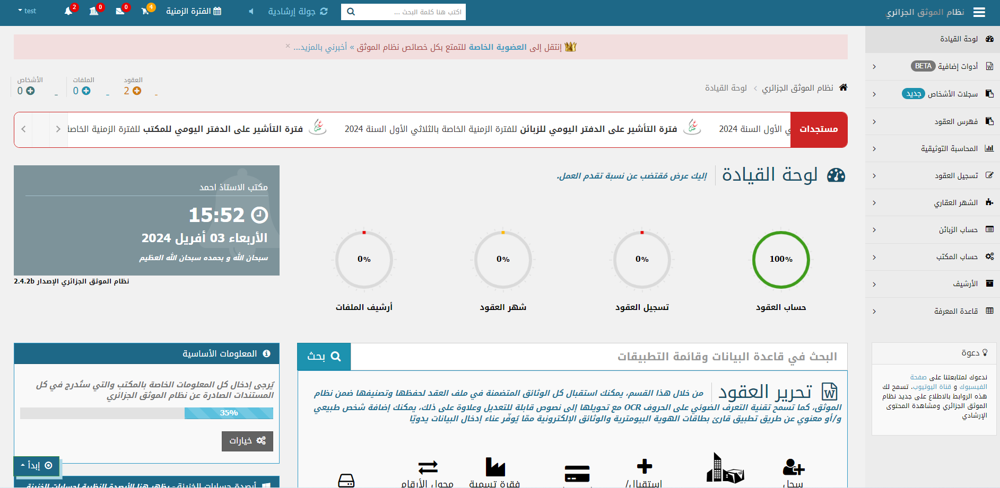 نظام الموثق الجزائري
اكتب هنا كلمة البحث ...
جولة إرشادية
الفترة الزمنية
4
0
0
2
test
إنتقل إلى العضوية الخاصة للتمتع بكل خصائص نظام الموثق » أخبرني بالمزيد... ×
نظام الموثق الجزائري
لوحة القيادة
العقود
2
-
الملفات
0
-
الأشخاص
0
-
مستجدات
ي الأول السنة 2024
فترة التأشير على الدفتر اليومي للزبائن للفترة الزمنية الخاصة بالثلاثي الأول السنة 2024
فترة التأشير على الدفتر اليومي للمكتب للفترة الزمنية الخاصة
لوحة القيادة
إليك عرض مُقتضب عن نسبة تقدم العمل.
100%
0%
0%
0%
حساب العقود
تسجيل العقود
شهر العقود
أرشيف الملفات
مكتب الاستاذ احمد
15:52
الأربعاء 03 أفريل 2024
سبحان الله و بحمده سبحان الله العظيم
نظام الموثق الجزائري الإصدار 2.4.2b
لوحة القيادة
أدوات إضافية BETA
سجلات الأشخاص جديد
فهرس العقود
المحاسبة التوثيقية
تسجيل العقود
الشهر العقاري
حساب الزبائن
حساب المكتب
الأرشيف
قاعدة المعرفة
دعوة
ندعوك لمتابعتنا على صفحة
الفيسبوك و قناة اليوتيوب. تسمح لك
هذه الروابط بالاطلاع على جديد نظام
الموثق الجزائري ومشاهدة المحتوى
الإرشادي
البحث في قاعدة البيانات وقائمة التطبيقات
بحث
تحرير العقود
من خلال هذا القسم، يمكنك استقبال كل الوثائق المتضمنة في ملف العقد لحفظها وتصنيفها ضمن نظام
الموثق، كما تسمح تقنية التعرف الضوئي على الحروف OCR مع تحويلها إلى نصوص قابلة للتعديل وعلاوة على ذلك، يمكنك إضافة شخص طبيعي
و/أو معنوي عن طريق تطبيق قارئ بطاقات الهوية البيومترية والوثائق الإلكترونية ممّا يُوفّر عناء إدخال البيانات يدويًا
سجل
استقبال/
فقرة تسمية
محول الأرقام
المعلومات الأساسية
يُرجى إدخال كل المعلومات الخاصة بالمكتب والتي ستُدرج في كل
المستندات الصادرة عن نظام الموثق الجزائري
35%
خيارات
إبدأ
أرصدة حسابات الخزينة - يظهر هنا الأرصدة النظرية لحسابات الخزينة